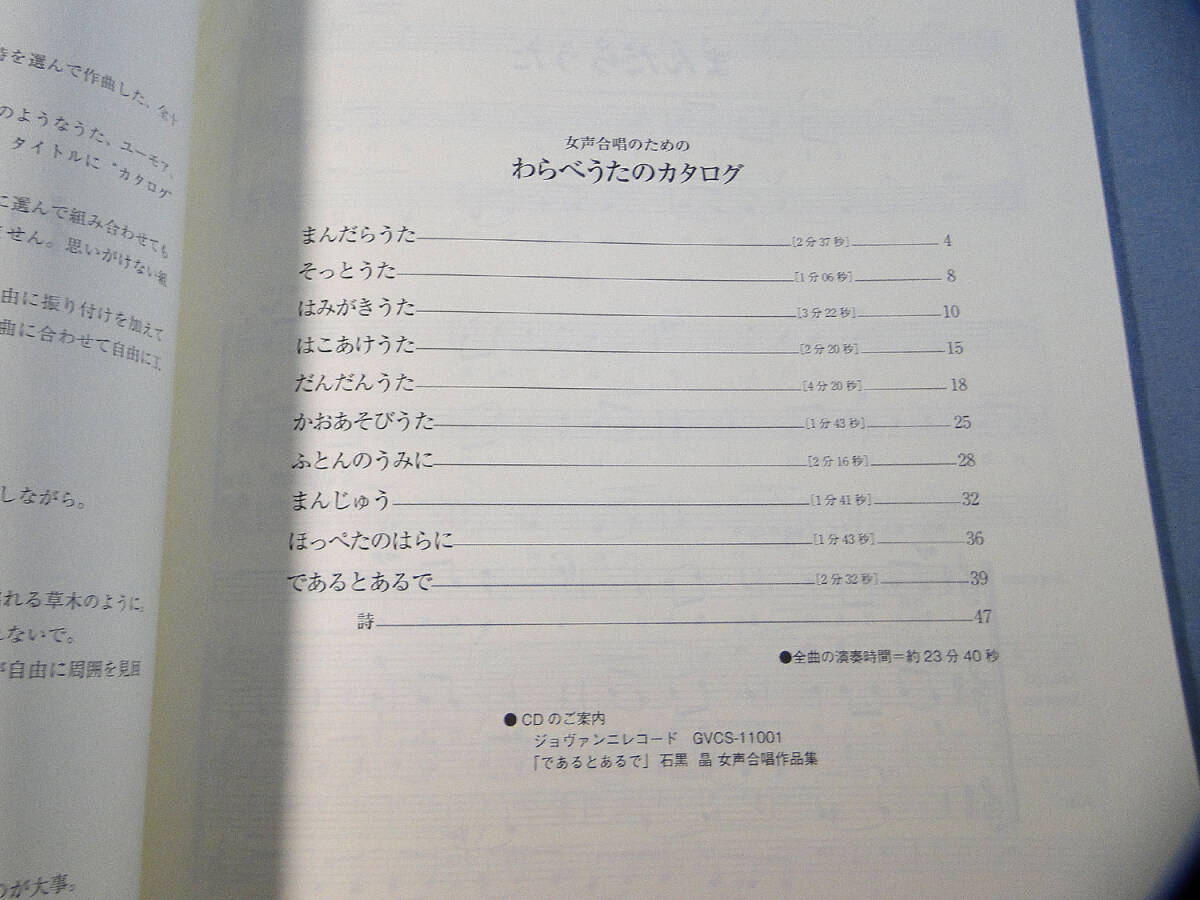 詩を選んで作曲した、全十
のようなうた、ユーモア、
タイトルに“カタログ”
に選んで組み合わせても
ません。思いがけない組
由に振り付けを加えて
曲に合わせて自由に工
しながら。
れる草木のように。
しないで。
が自由に周囲を見回
のが大事。
女声合唱のための
わらべうたのカタログ
まんだらうた [2分37秒] 4
そっとうた [1分06秒] 8
はみがきうた [3分22秒] 10
はこあけうた [2分20秒] 15
だんだんうた [4分20秒] 18
かおあそびうた [1分43秒] 25
ふとんのうみに [2分16秒] 28
まんじゅう [1分41秒] 32
ほっぺたのはらに [1分43秒] 36
であるとあるで [2分32秒] 39
詩 47
●全曲の演奏時間＝約23分40秒
●CDのご案内
ジョヴァンニレコード GVCS-11001
「であるとあるで」石黒 晶 女声合唱作品集